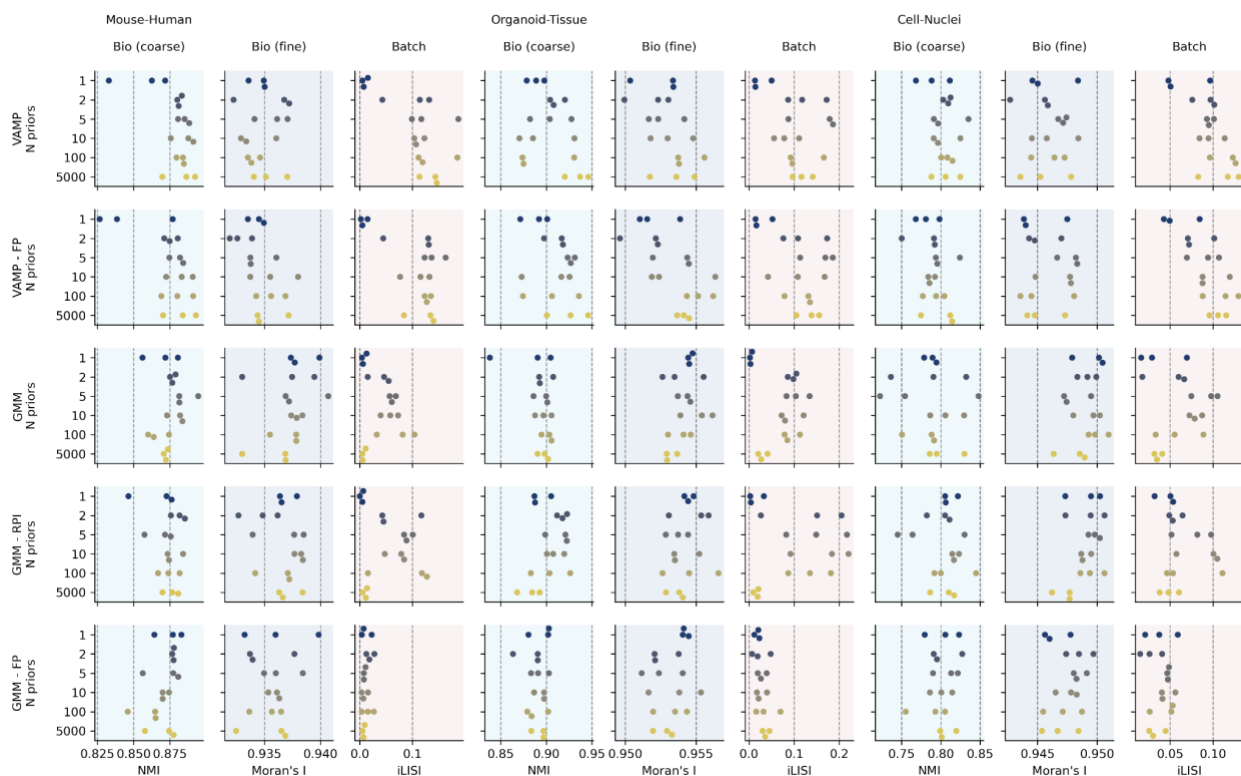 Mouse-Human Organoid-Tissue Cell-Nuclei
Bio (coarse) Bio (fine) Batch Bio (coarse) Bio (fine) Batch Bio (coarse) Bio (fine) Batch
VAMP
N priors
1
2
5
10
100
5000
VAMP - FP
N priors
1
2
5
10
100
5000
GMM
N priors
1
2
5
10
100
5000
GMM - RPI
N priors
1
2
5
10
100
5000
GMM - FP
N priors
1
2
5
10
100
5000
0.825 0.850 0.875 0.935 0.940 0.1 0.85 0.90 0.95 0.950 0.955 0.0 0.1 0.2 0.75 0.80 0.85 0.945 0.950 0.05 0.10
NMI Moran's I iLISI NMI Moran's I iLISI NMI Moran's I iLISI